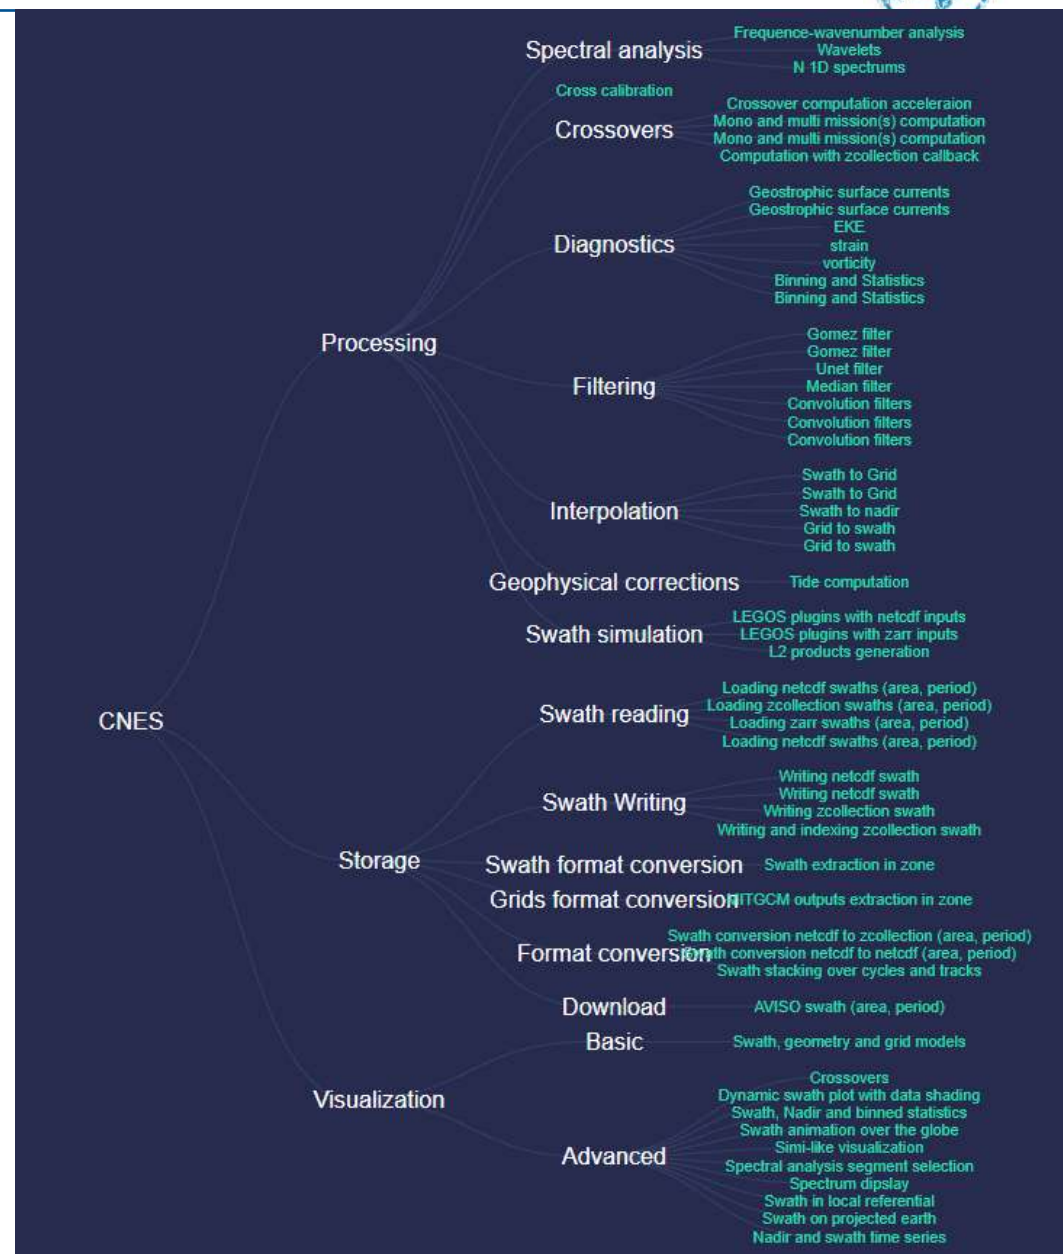 Frequence-wavenumber analysis
Spectral analysis
Wavelets
N 1D spectrums
Cross calibration
Crossover computation acceleraion
Mono and multi mission(s) computation
Crossovers
Mono and multi mission(s) computation
Computation with zcollection callback
Geostrophic surface currents
Geostrophic surface currents
EKE
Diagnostics
strain
vorticity
Binning and Statistics
Binning and Statistics
Processing
Gomez filter
Gomez filter
Unet filter
Filtering
Median filter
Convolution filters
Convolution filters
Convolution filters
Swath to Grid
Swath to Grid
Interpolation
Swath to nadir
Grid to swath
Grid to swath
Geophysical corrections
Tide computation
LEGOS plugins with netcdf inputs
Swath simulation
LEGOS plugins with zarr inputs
L2 products generation
Loading netcdf swaths (area, period)
Loading zcollection swaths (area, period)
CNES
Swath reading
Loading zarr swaths (area, period)
Loading netcdf swaths (area, period)
Writing netcdf swath
Writing netcdf swath
Swath Writing
Writing zcollection swath
Writing and indexing zcollection swath
Storage
Swath format conversion
Swath extraction in zone
Grids format conversion
MITGCM outputs extraction in zone
Swath conversion netcdf to zcollection (area, period)
Format conversion
Swath conversion netcdf to netcdf (area, period)
Swath stacking over cycles and tracks
Download
AVISO swath (area, period)
Basic
Swath, geometry and grid models
Visualization
Crossovers
Dynamic swath plot with data shading
Swath, Nadir and binned statistics
Swath animation over the globe
Simi-like visualization
Advanced
Spectral analysis segment selection
Spectrum dipslay
Swath in local referential
Swath on projected earth
Nadir and swath time series